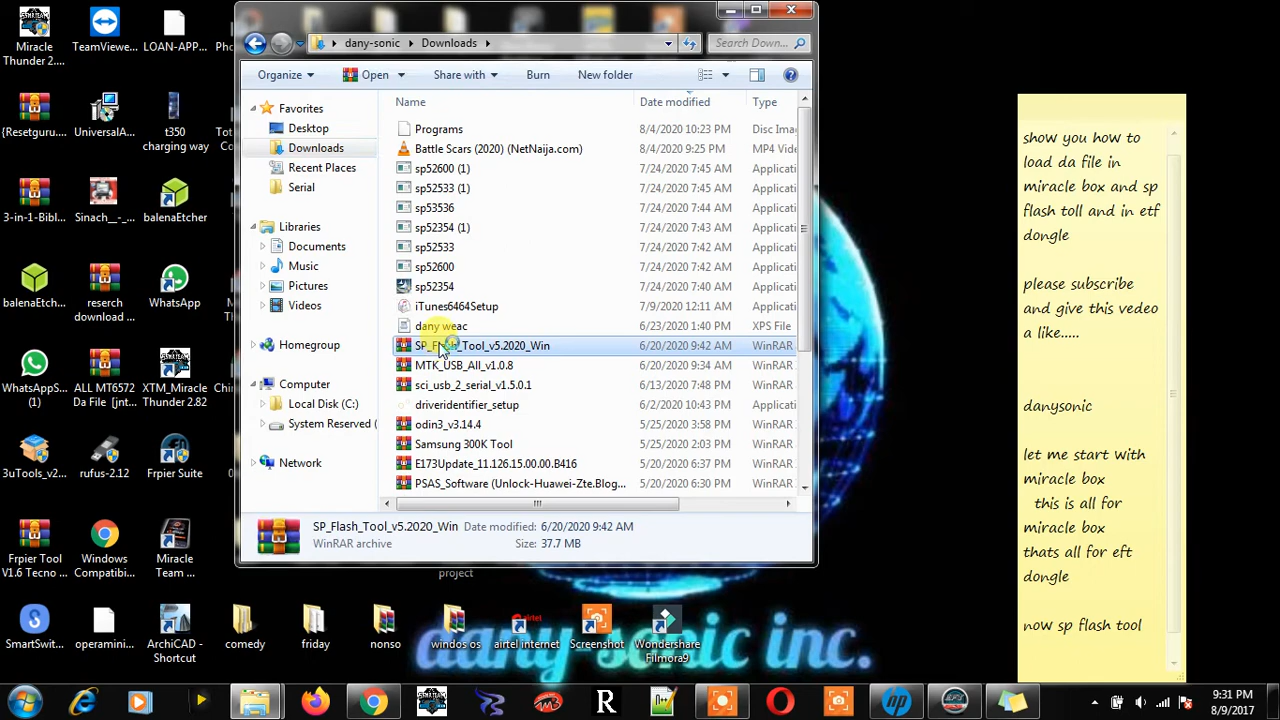 Miracle
Thunder 2....
TeamViewe...
LOAN-APP...
{Resetguru....
UniversalA...
t350
charging way
3-in-1-Bibl...
Sinach__-_...
balenaEtcher
balenaEtcher
reserch
download ...
WhatsApp
WhatsAppS...
(1)
ALL MT6572
Da File [jnt...
XTM_Miracle
Thunder 2.82
3uTools_v2...
rufus-2.12
Frpier Suite
Frpier Tool
V1.6 Tecno ...
Windows
Compatibi...
Miracle
Team ...
SmartSwit...
operamini...
ArchiCAD -
Shortcut
comedy
friday
nonso
windos os
airtel
airtel internet
Screenshot
Wondershare
Filmora9
project
dany-sonic inc.
dany-sonic
Downloads
Search Down...
Organize
Open
Share with
Burn
New folder
Favorites
Desktop
Downloads
Recent Places
Serial
Libraries
Documents
Music
Pictures
Videos
Homegroup
Computer
Local Disk (C:)
System Reserved (
Network
Name Date modified Type
Programs 8/4/2020 10:23 PM Disc Ima
Battle Scars (2020) (NetNaija.com) 8/4/2020 9:25 PM MP4 Vide
sp52600 (1) 7/24/2020 7:45 AM Applicati
sp52533 (1) 7/24/2020 7:45 AM Applicati
sp53536 7/24/2020 7:44 AM Applicati
sp52354 (1) 7/24/2020 7:43 AM Applicati
sp52533 7/24/2020 7:42 AM Applicati
sp52600 7/24/2020 7:42 AM Applicati
sp52354 7/24/2020 7:40 AM Applicati
iTunes6464Setup 7/9/2020 12:11 AM Applicati
dany weac 6/23/2020 1:40 PM XPS File
SP_Flash_Tool_v5.2020_Win 6/20/2020 9:42 AM WinRAR
MTK_USB_All_v1.0.8 6/20/2020 9:34 AM WinRAR
sci_usb_2_serial_v1.5.0.1 6/13/2020 7:48 PM WinRAR
driveridentifier_setup 6/2/2020 10:43 PM Applicati
odin3_v3.14.4 5/25/2020 3:58 PM WinRAR
Samsung 300K Tool 5/25/2020 2:03 PM WinRAR
E173Update_11.126.15.00.00.B416 5/20/2020 6:37 PM WinRAR
PSAS_Software (Unlock-Huawei-Zte.Blog... 5/20/2020 6:30 PM WinRAR
SP_Flash_Tool_v5.2020_Win Date modified: 6/20/2020 9:42 AM
WinRAR archive Size: 37.7 MB
show you how to
load da file in
miracle box and sp
flash toll and in etf
dongle
please subscribe
and give this vedeo
a like.....
danysonic
let me start with
miracle box
this is all for
miracle box
thats all for eft
dongle
now sp flash tool
9:31 PM
8/9/2017